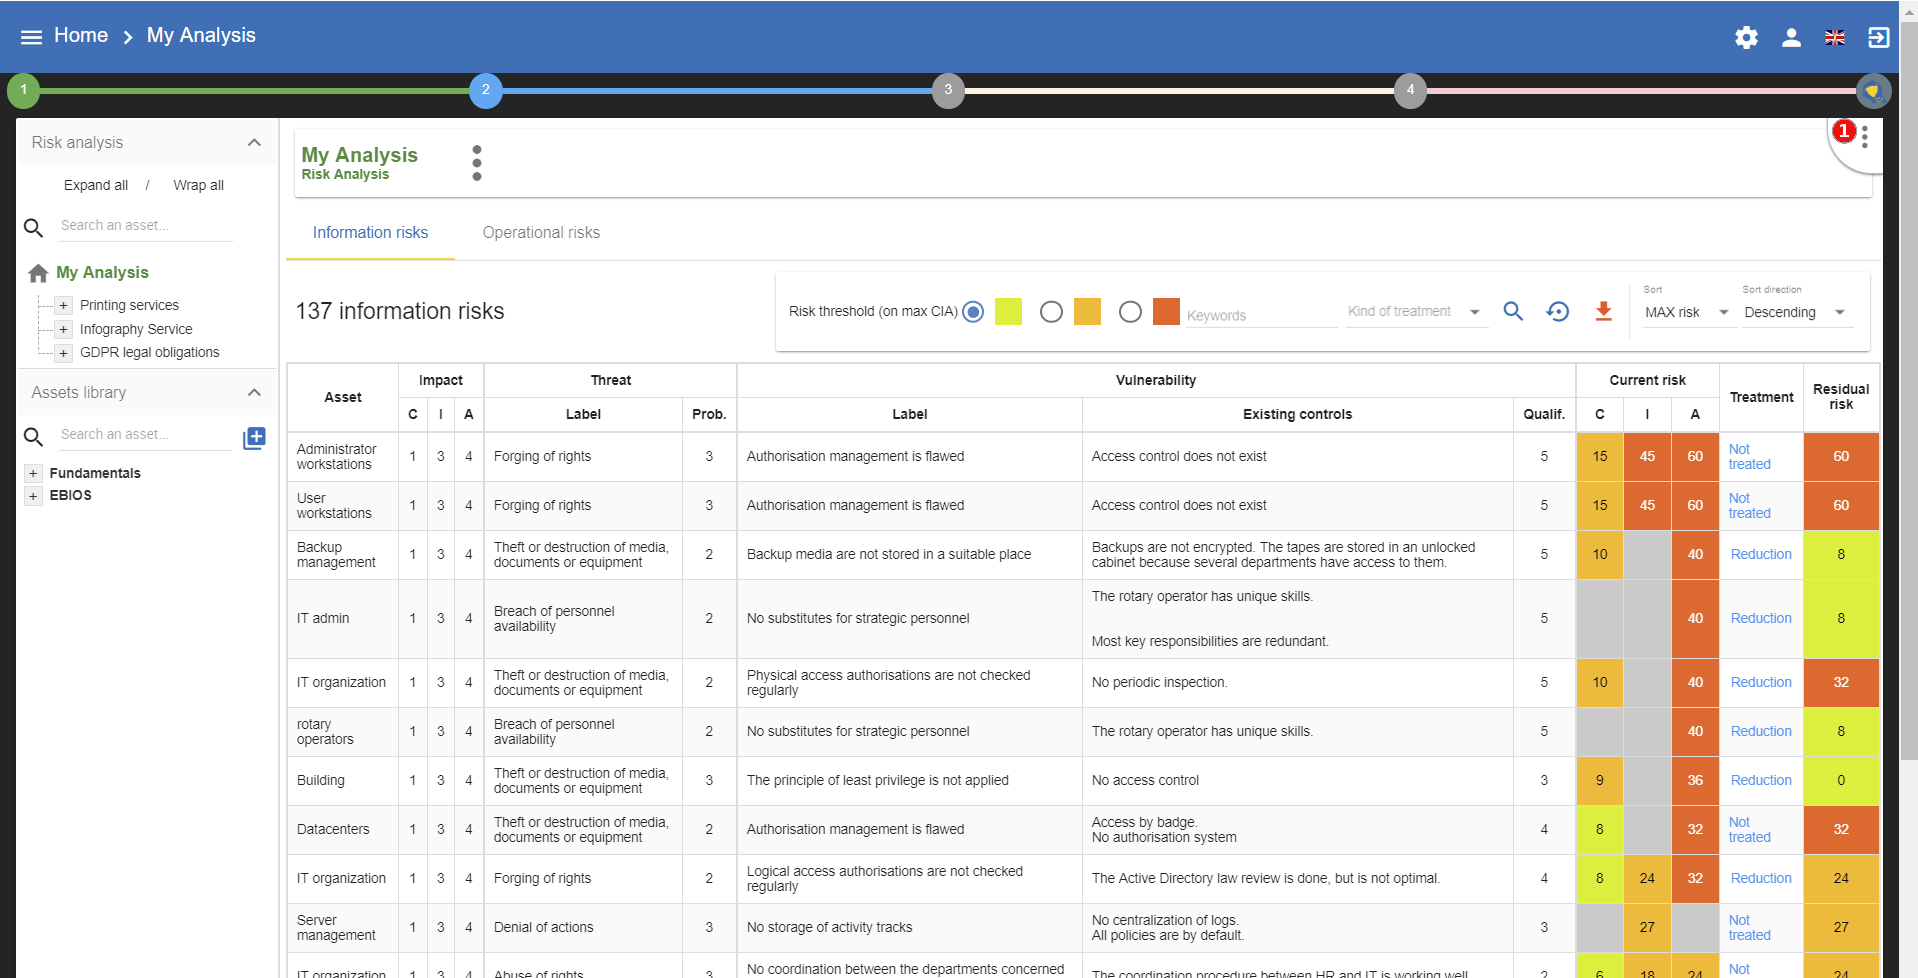 Home > My Analysis
1 2 3 4
1
Risk analysis
Expand all / Wrap all
Search an asset...
My Analysis
+ Printing services
+ Infography Service
+ GDPR legal obligations
Assets library
Search an asset...
+ Fundamentals
+ EBIOS
My Analysis
Risk Analysis
Information risks Operational risks
137 information risks
Risk threshold (on max CIA) Keywords Kind of treatment
Sort Sort direction
MAX risk Descending
Asset Impact Threat Vulnerability Current risk Treatment Residual
risk
C I A Label Prob. Label Existing controls Qualif. C I A
Administrator
workstations 1 3 4 Forging of rights 3 Authorisation management is flawed Access control does not exist 5 15 45 60 Not
treated 60
User
workstations 1 3 4 Forging of rights 3 Authorisation management is flawed Access control does not exist 5 15 45 60 Not
treated 60
Backup
management 1 3 4 Theft or destruction of media,
documents or equipment 2 Backup media are not stored in a suitable place Backups are not encrypted. The tapes are stored in an unlocked
cabinet because several departments have access to them. 5 10 40 Reduction 8
IT admin 1 3 4 Breach of personnel
availability 2 No substitutes for strategic personnel The rotary operator has unique skills.
Most key responsibilities are redundant. 5 40 Reduction 8
IT organization 1 3 4 Theft or destruction of media,
documents or equipment 2 Physical access authorisations are not checked
regularly No periodic inspection. 5 10 40 Reduction 32
rotary
operators 1 3 4 Breach of personnel
availability 2 No substitutes for strategic personnel The rotary operator has unique skills. 5 40 Reduction 8
Building 1 3 4 Theft or destruction of media,
documents or equipment 3 The principle of least privilege is not applied No access control 3 9 36 Reduction 0
Datacenters 1 3 4 Theft or destruction of media,
documents or equipment 2 Authorisation management is flawed Access by badge.
No authorisation system 4 8 32 Not
treated 32
IT organization 1 3 4 Forging of rights 2 Logical access authorisations are not checked
regularly The Active Directory law review is done, but is not optimal. 4 8 24 32 Reduction 24
Server
management 1 3 4 Denial of actions 3 No storage of activity tracks No centralization of logs.
All policies are by default. 3 27 Not
treated 27
IT organization 1 3 4 Abuse of rights 3 No coordination between the departments concerned The coordination procedure between HR and IT is working well 2 6 18 24 Not 24